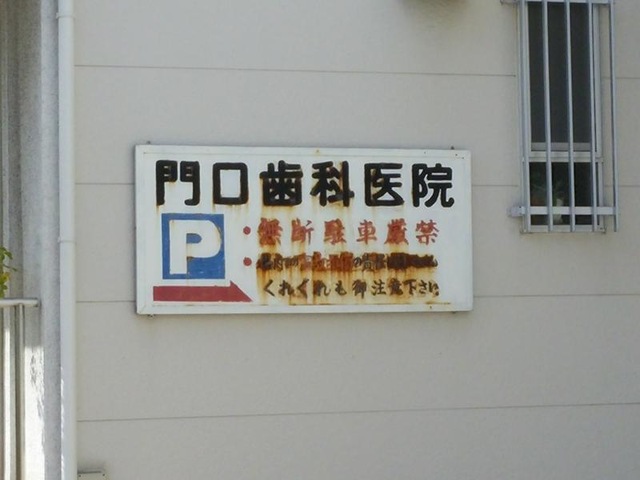 門口歯科医院
P
・無断駐車厳禁
くれぐれも御注意下さい